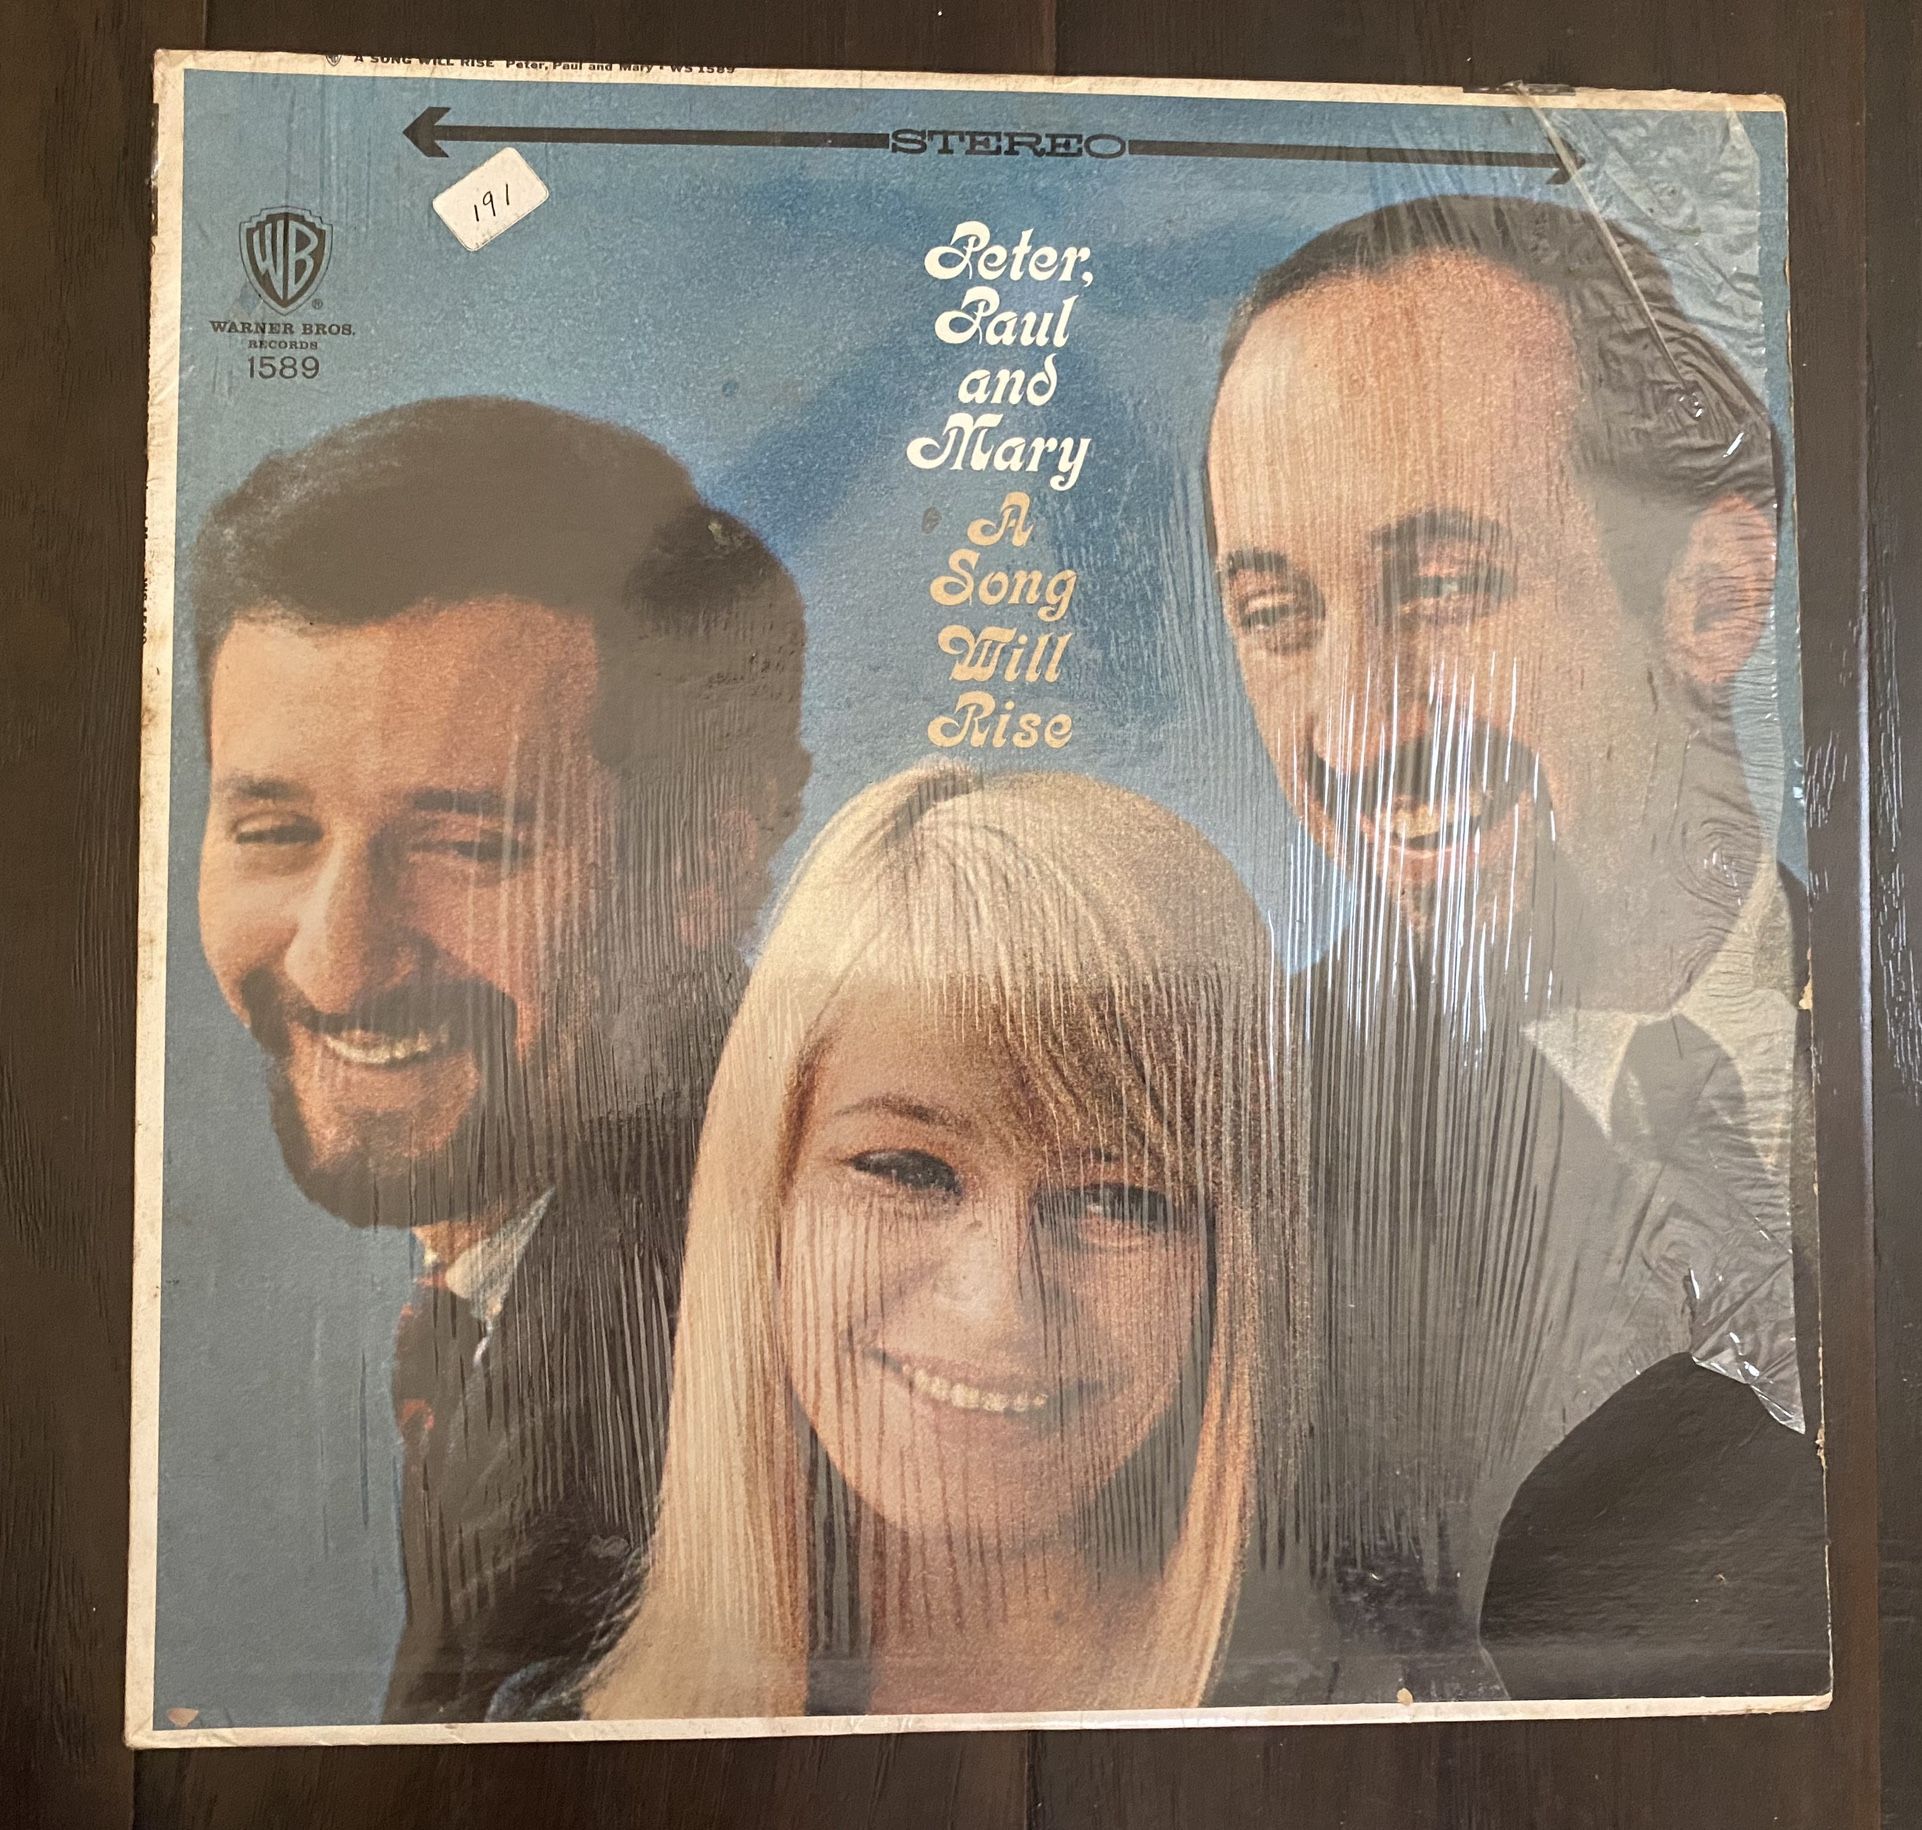 A SONG WILL RISE Peter, Paul and Mary • WS 1589
STEREO
191
WB
®
WARNER BROS.
RECORDS
1589
Peter,
Paul
and
Mary
A
Song
Will
Rise